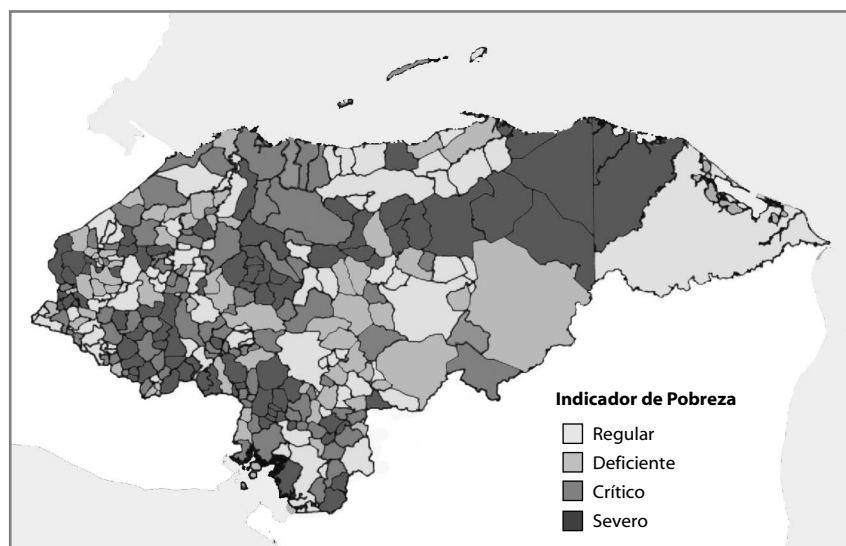 Indicador de Pobreza
Regular
Deficiente
Crítico
Severo